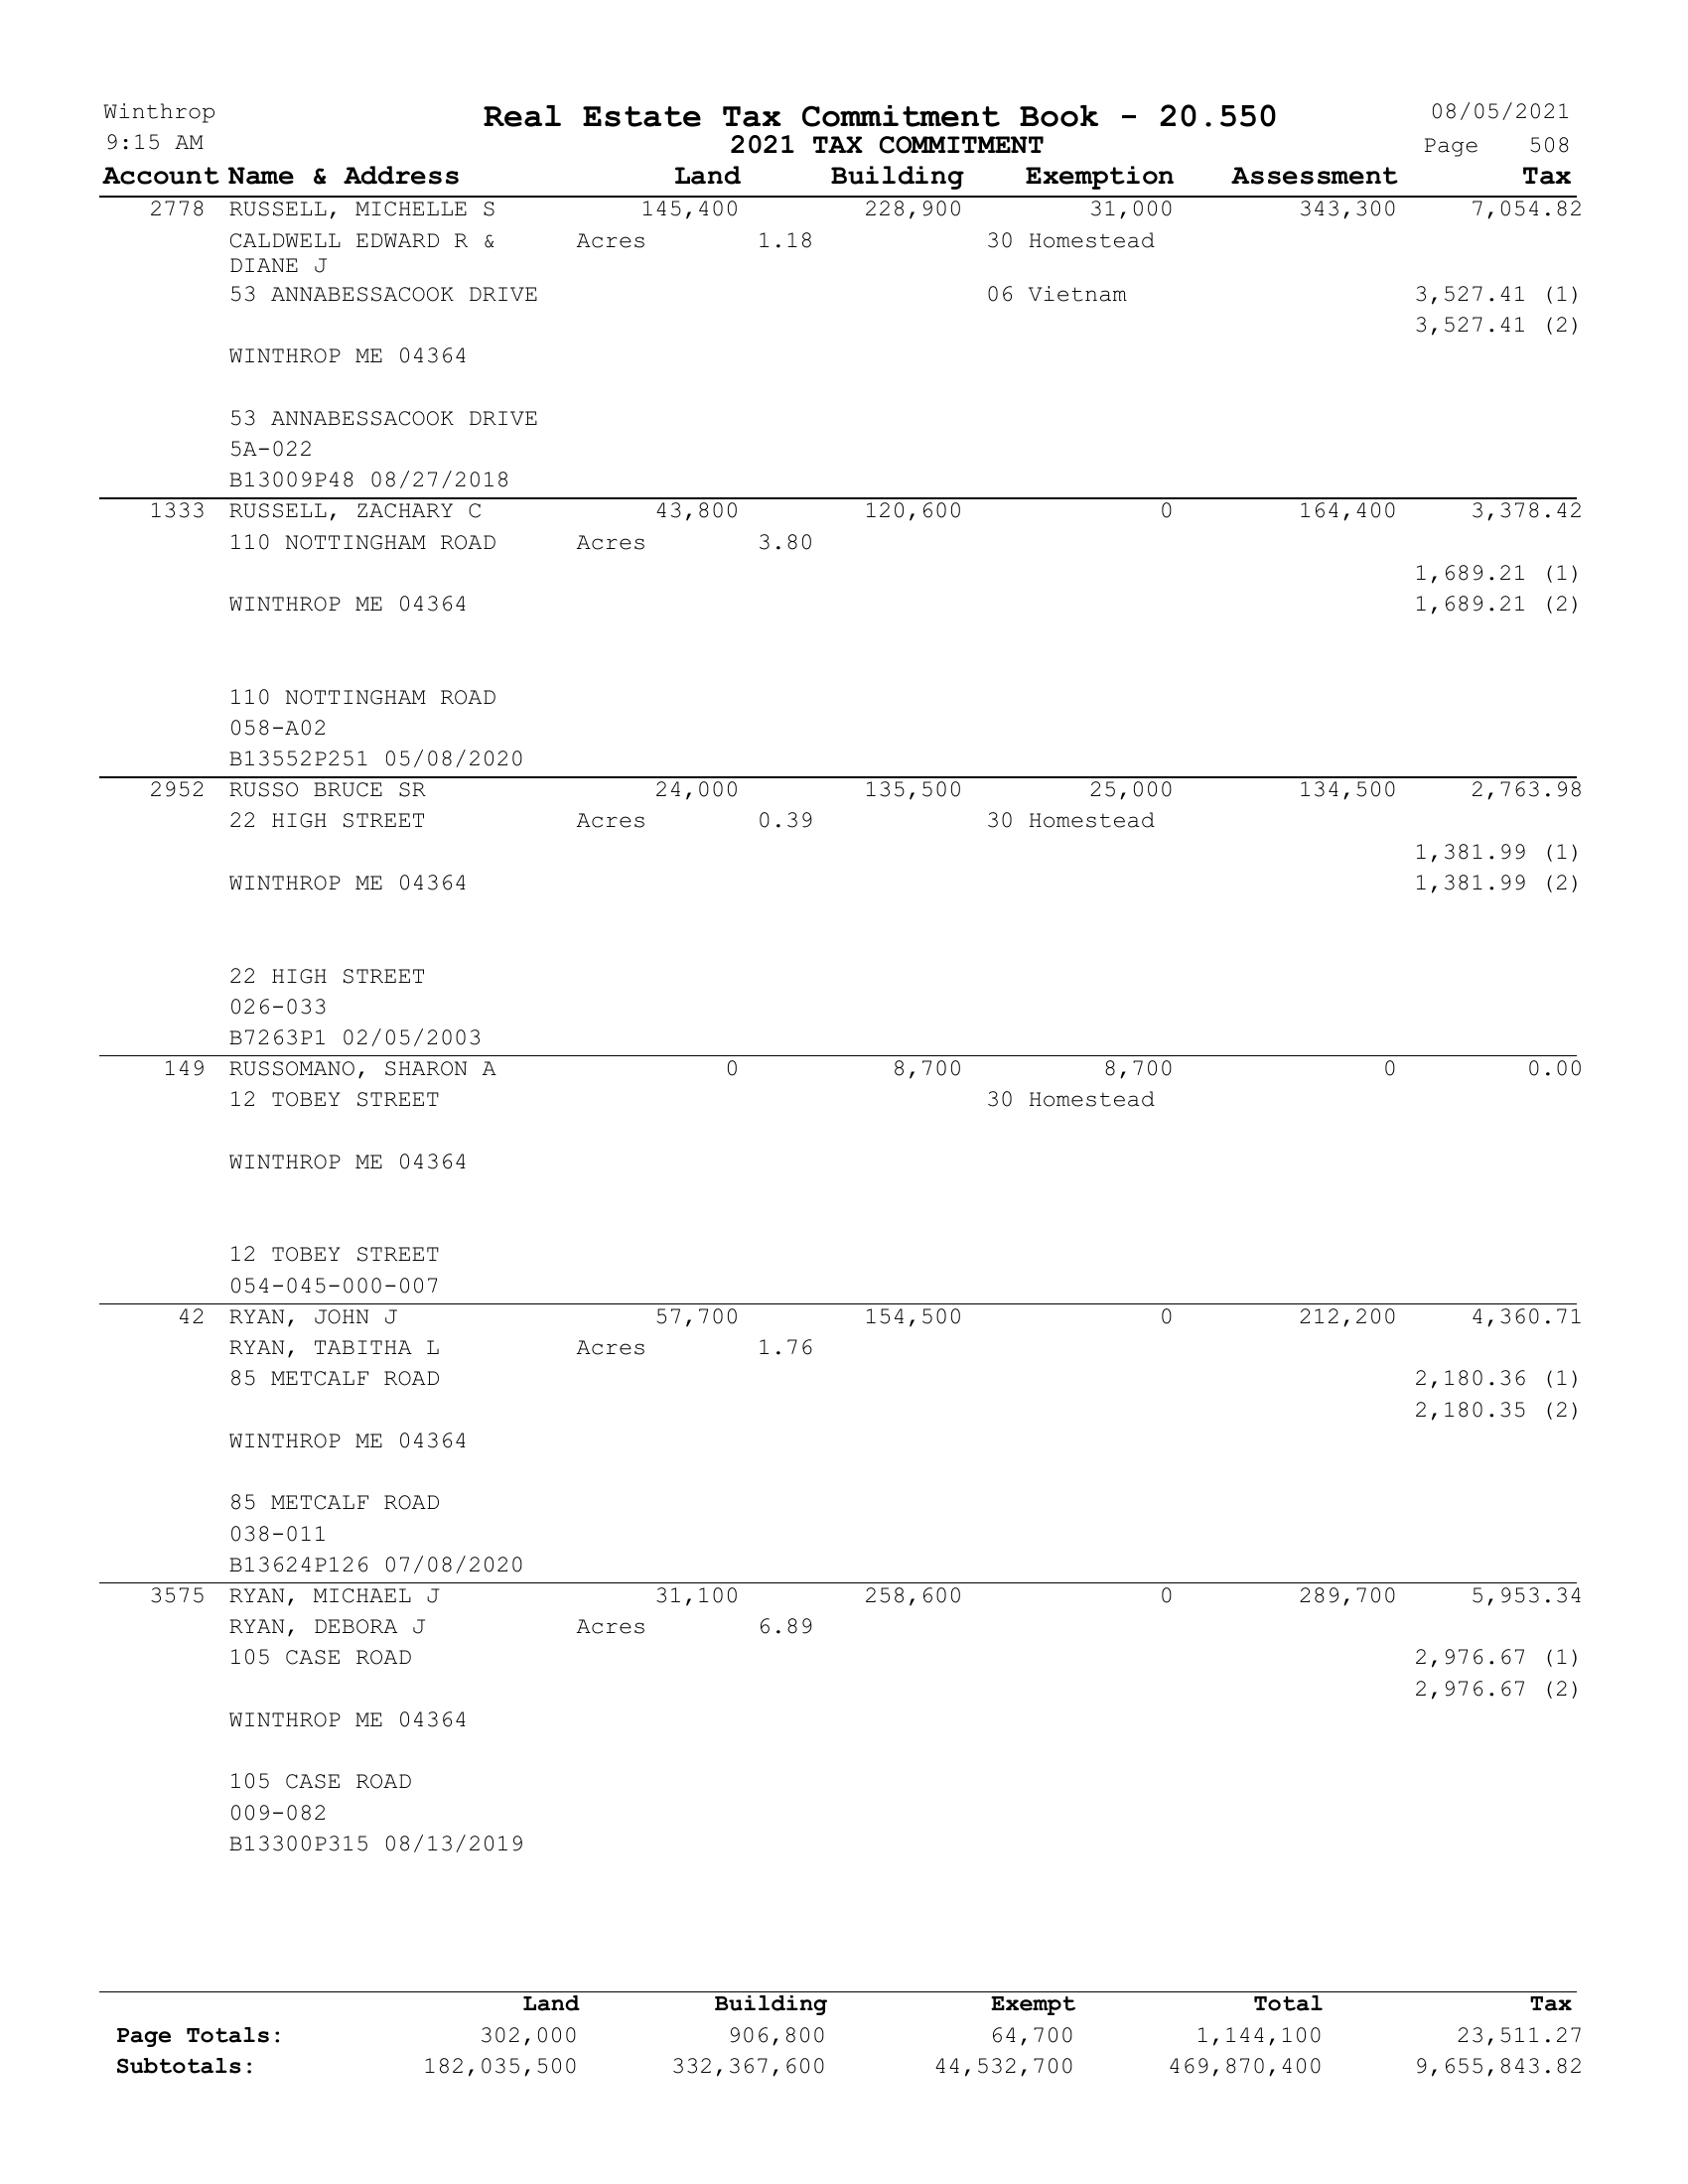 Winthrop Real Estate Tax Commitment Book - 20.550 08/05/2021
9:15 AM 2021 TAX COMMITMENT Page 508
Account Name & Address Land Building Exemption Assessment Tax
2778 RUSSELL, MICHELLE S 145,400 228,900 31,000 343,300 7,054.82
CALDWELL EDWARD R & Acres 1.18 30 Homestead
DIANE J
53 ANNABESSACOOK DRIVE 06 Vietnam 3,527.41 (1)
3,527.41 (2)
WINTHROP ME 04364
53 ANNABESSACOOK DRIVE
5A-022
B13009P48 08/27/2018
1333 RUSSELL, ZACHARY C 43,800 120,600 0 164,400 3,378.42
110 NOTTINGHAM ROAD Acres 3.80
1,689.21 (1)
WINTHROP ME 04364 1,689.21 (2)
110 NOTTINGHAM ROAD
058-A02
B13552P251 05/08/2020
2952 RUSSO BRUCE SR 24,000 135,500 25,000 134,500 2,763.98
22 HIGH STREET Acres 0.39 30 Homestead
1,381.99 (1)
WINTHROP ME 04364 1,381.99 (2)
22 HIGH STREET
026-033
B7263P1 02/05/2003
149 RUSSOMANO, SHARON A 0 8,700 8,700 0 0.00
12 TOBEY STREET 30 Homestead
WINTHROP ME 04364
12 TOBEY STREET
054-045-000-007
42 RYAN, JOHN J 57,700 154,500 0 212,200 4,360.71
RYAN, TABITHA L Acres 1.76
85 METCALF ROAD 2,180.36 (1)
2,180.35 (2)
WINTHROP ME 04364
85 METCALF ROAD
038-011
B13624P126 07/08/2020
3575 RYAN, MICHAEL J 31,100 258,600 0 289,700 5,953.34
RYAN, DEBORA J Acres 6.89
105 CASE ROAD 2,976.67 (1)
2,976.67 (2)
WINTHROP ME 04364
105 CASE ROAD
009-082
B13300P315 08/13/2019
Land Building Exempt Total Tax
Page Totals: 302,000 906,800 64,700 1,144,100 23,511.27
Subtotals: 182,035,500 332,367,600 44,532,700 469,870,400 9,655,843.82